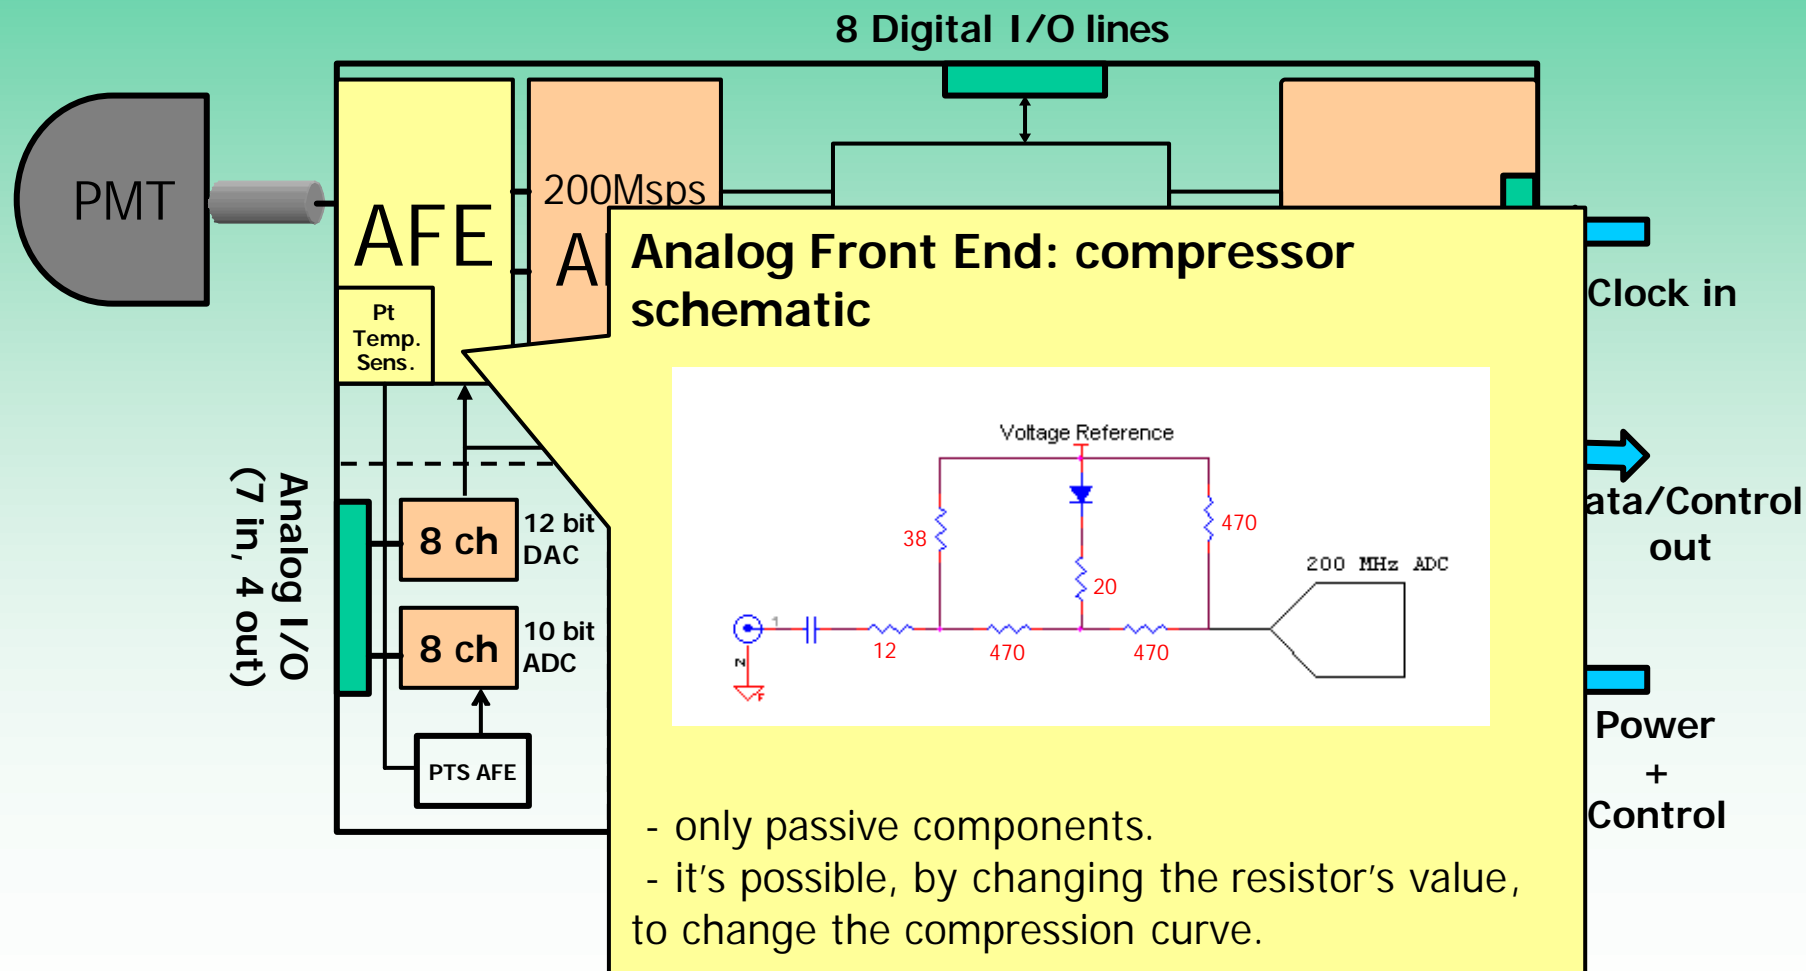 8 Digital I/O lines
PMT
AFE
200Msps
Pt
Temp.
Sens.
Analog I/O
(7 in, 4 out)
8 ch
12 bit
DAC
8 ch
10 bit
ADC
PTS AFE
Analog Front End: compressor
schematic
Voltage Reference
38
470
20
200 MHz ADC
1
12
470
470
2
F
- only passive components.
- it's possible, by changing the resistor's value,
to change the compression curve.
Clock in
ata/Control
out
Power
+
Control